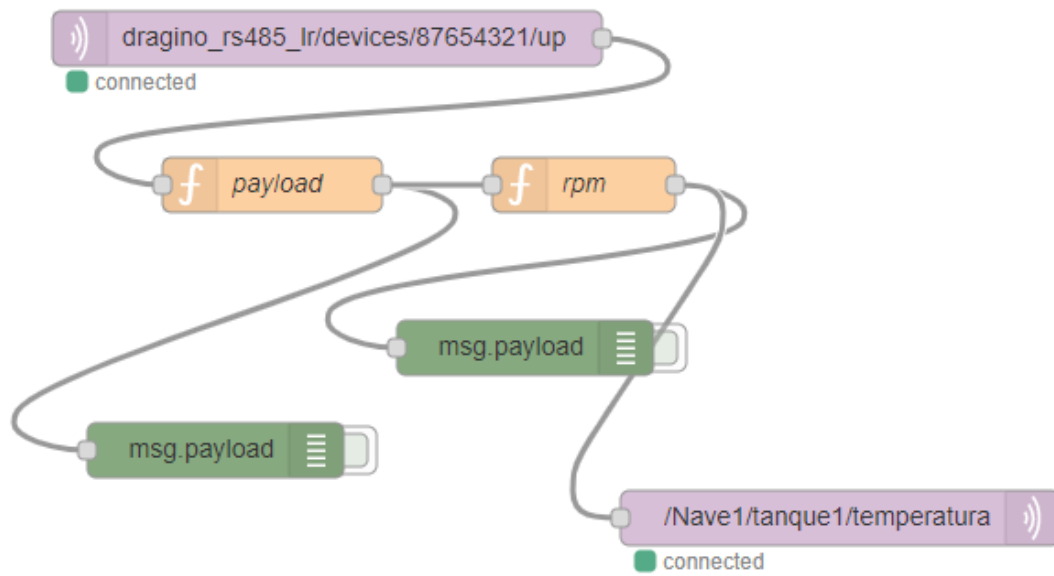 dragino_rs485_lr/devices/87654321/up
connected
payload
rpm
msg.payload
msg.payload
/Nave1/tanque1/temperatura
connected